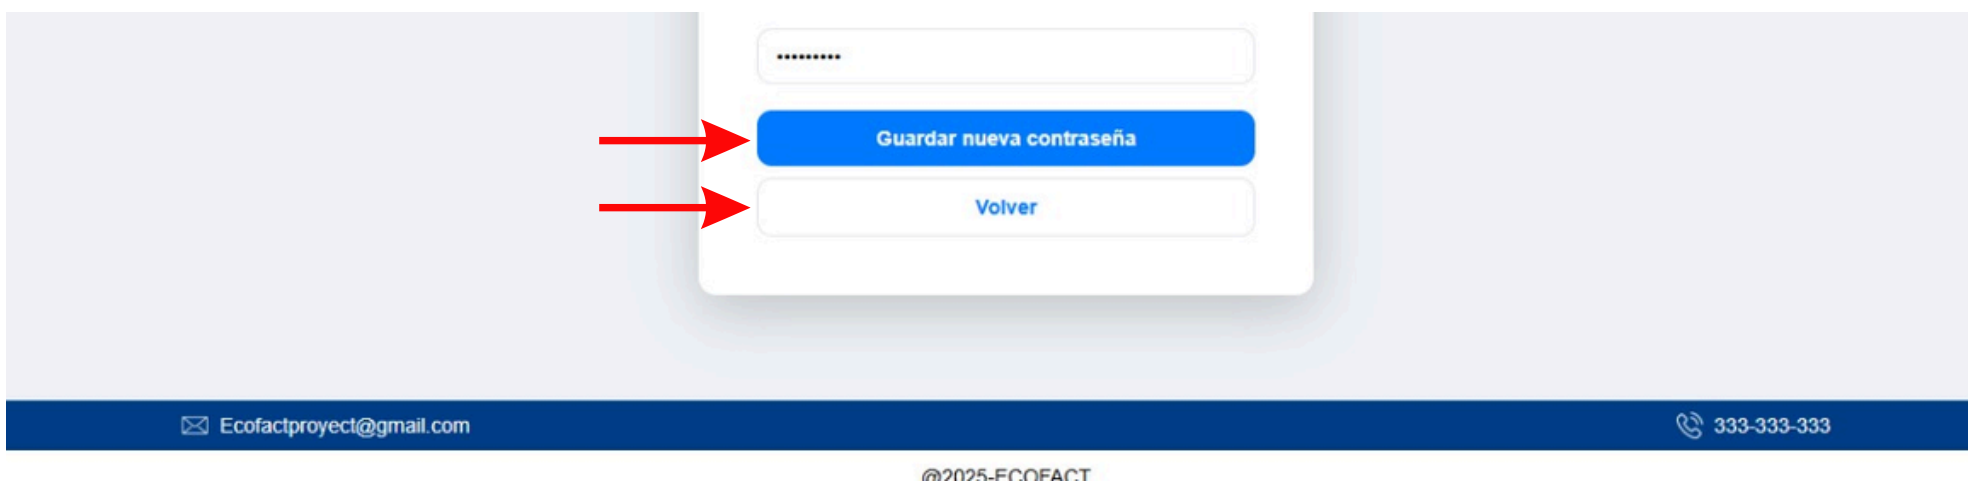 •••••••••
Guardar nueva contraseña
Volver
Ecofactproyect@gmail.com
333-333-333
@2025-ECOFACT